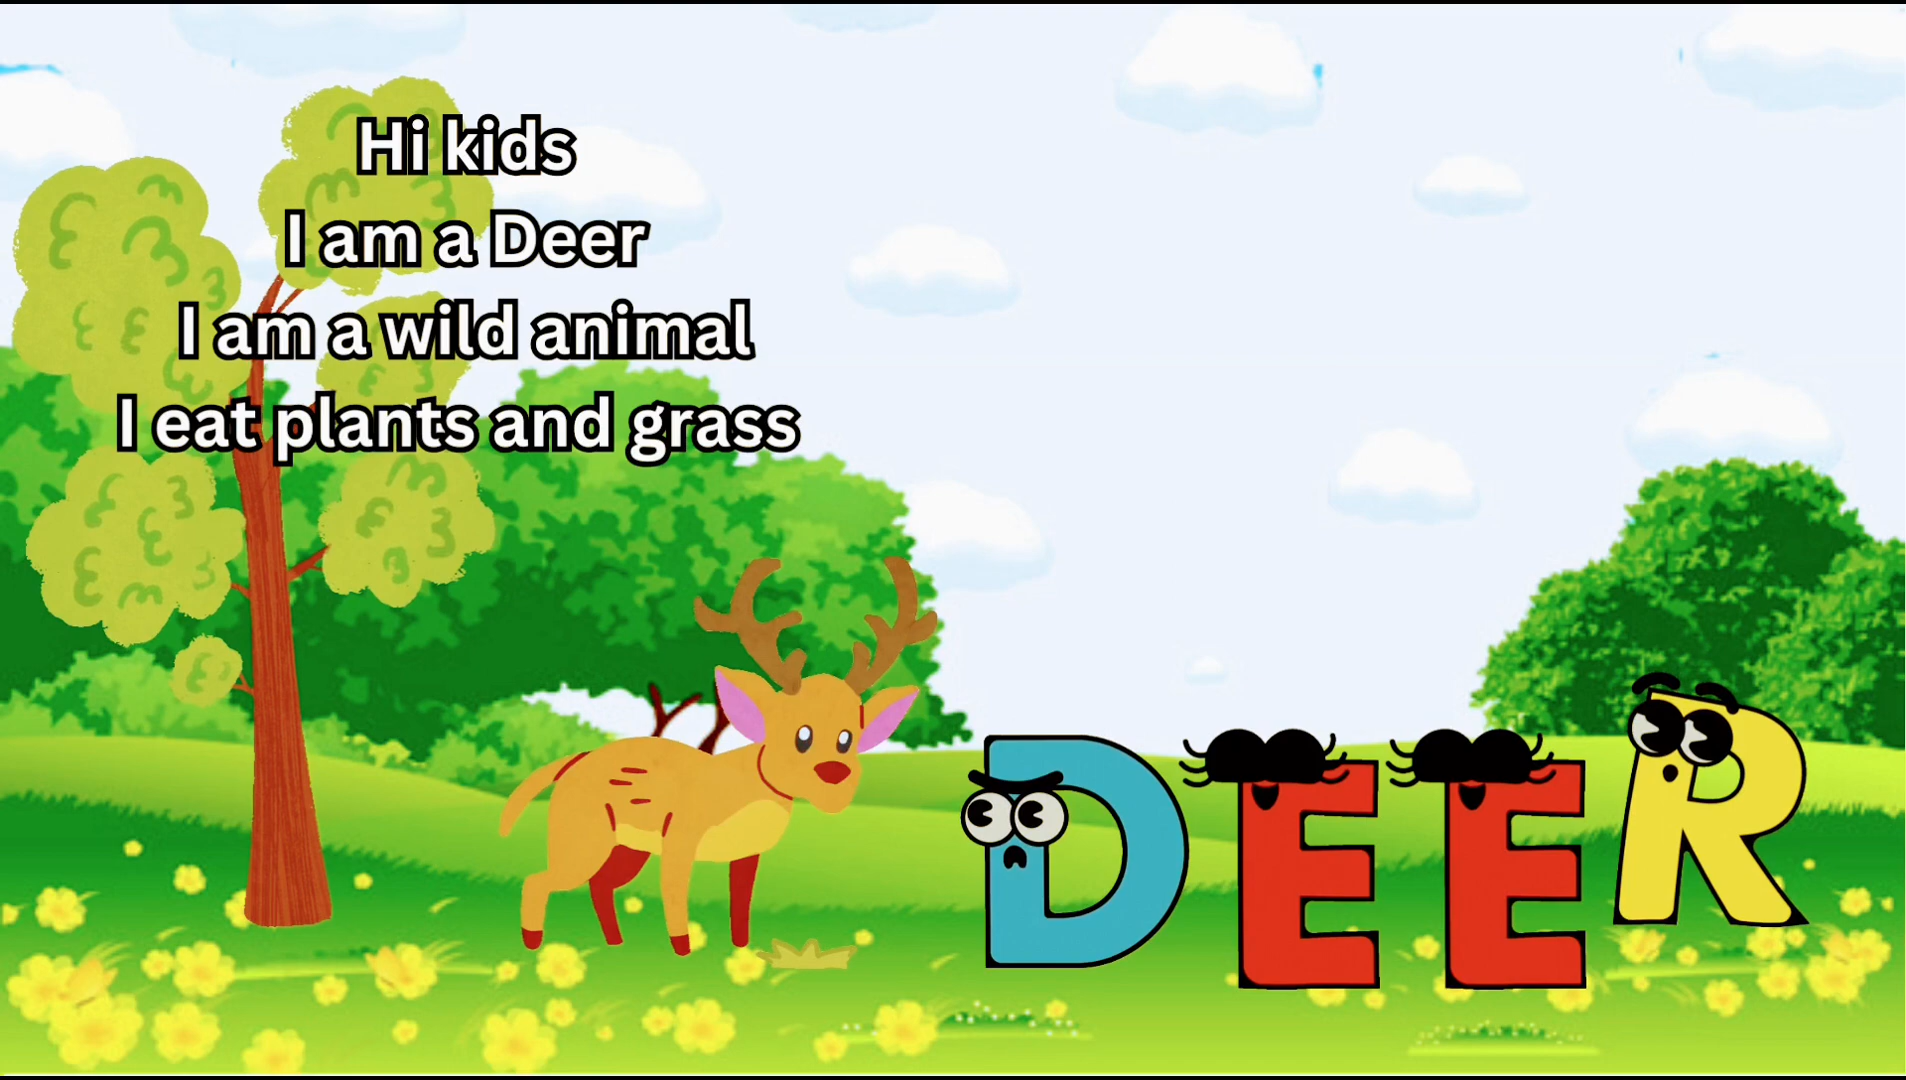 Hi kids
I am a Deer
I am a wild animal
I eat plants and grass
DEER